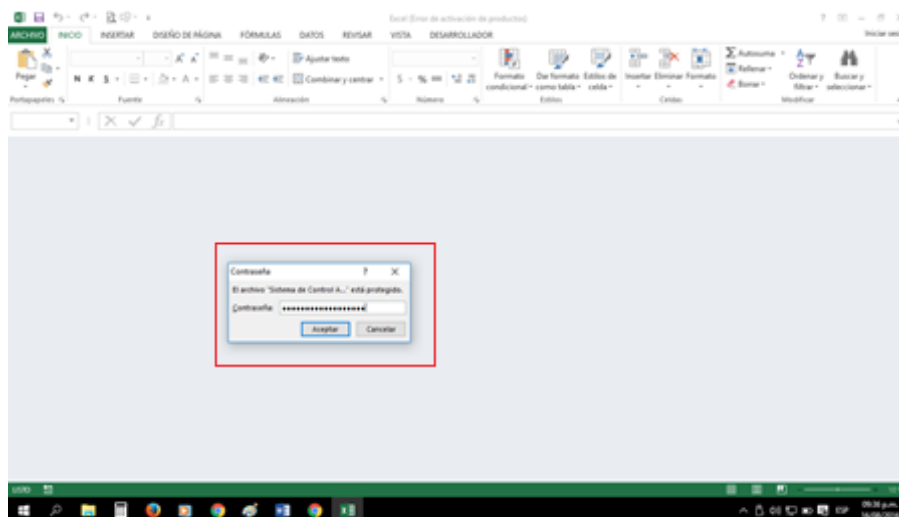 Excel (Error de activación de productos)
ARCHIVO INICIO INSERTAR DISEÑO DE PÁGINA FÓRMULAS DATOS REVISAR VISTA DESARROLLADOR
Iniciar sesi
Pegar
N K S
Ajustar texto
Combinar y centrar
$ %
Formato condicional
Dar formato como tabla
Estilos de celda
Insertar Eliminar Formato
Autosuma
Rellenar
Borrar
Ordenar y filtrar
Buscar y seleccionar
Portapapeles Fuente Alineación Número Estilos Celdas Modificar
fx
Contraseña ? X
El archivo 'Sistema de Control A...' está protegido.
Contraseña:
Aceptar Cancelar
LISTO
ESP
09:36 p.m.